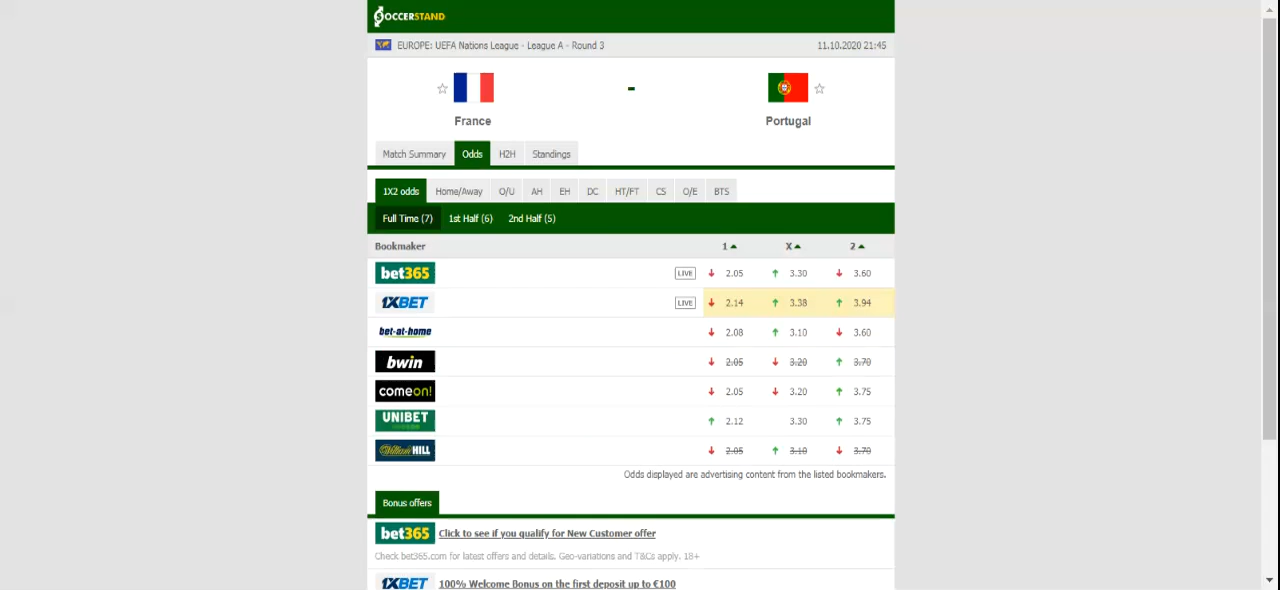 SOCCERSTAND
EUROPE: UEFA Nations League - League A - Round 3 11.10.2020 21:45
-
France Portugal
Match Summary Odds H2H Standings
1X2 odds Home/Away O/U AH EH DC HT/FT CS O/E BTS
Full Time (7) 1st Half (6) 2nd Half (5)
Bookmaker 1 X 2
bet365 LIVE 2.05 3.30 3.60
1XBET LIVE 2.14 3.38 3.94
bet-at-home 2.08 3.10 3.60
bwin 2.05 3.20 3.70
comeon! 2.05 3.20 3.75
UNIBET 2.12 3.30 3.75
William HILL 2.05 3.10 3.70
Odds displayed are advertising content from the listed bookmakers.
Bonus offers
bet365 Click to see if you qualify for New Customer offer
Check bet365.com for latest offers and details. Geo-variations and T&Cs apply. 18+
1XBET 100% Welcome Bonus on the first deposit up to €100